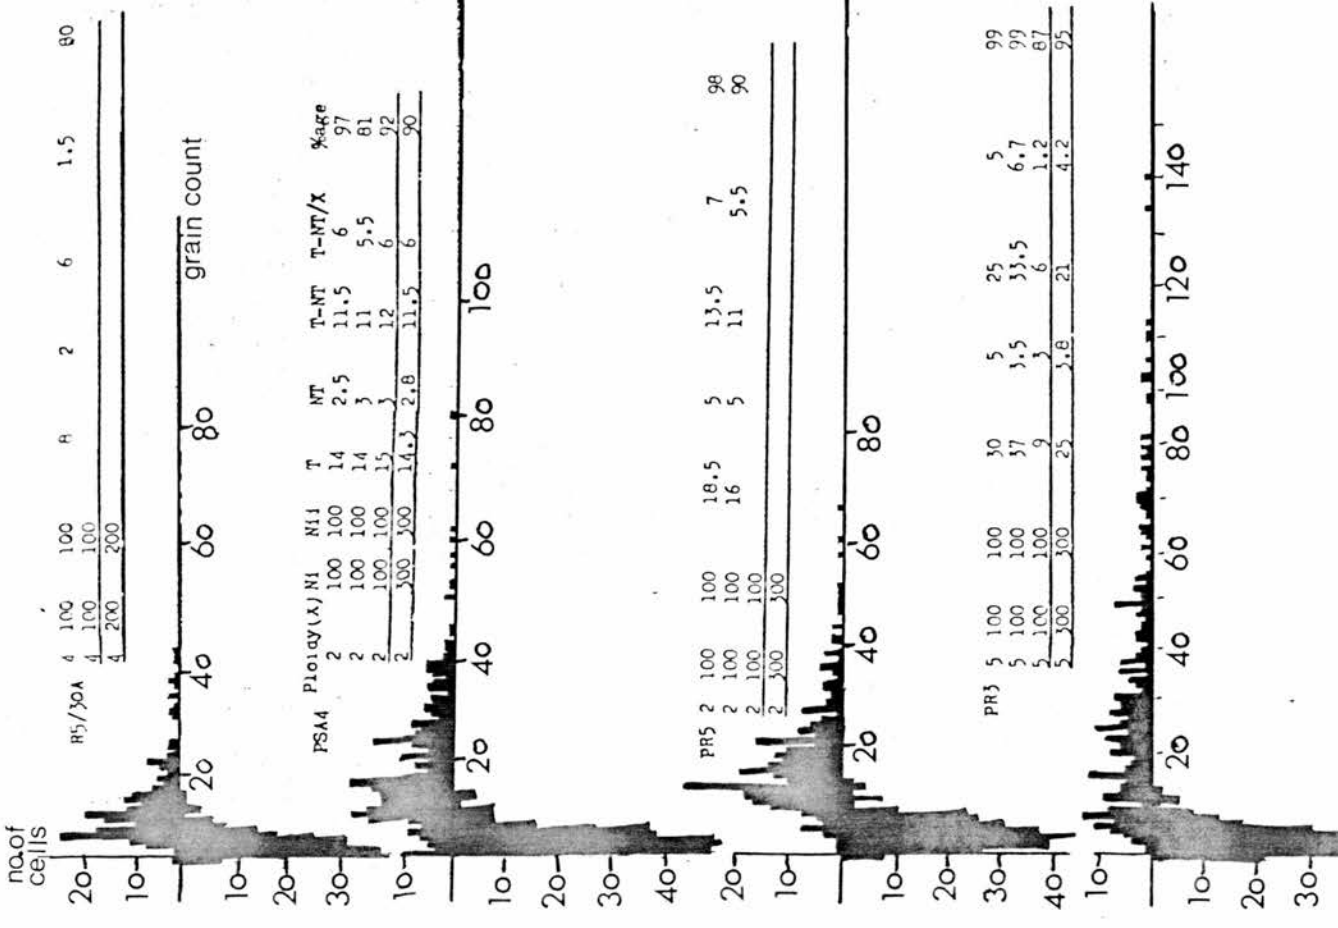 no.of
cells
R5/30A 4 100 100 8 2 6 1.5 80
4 100 100
4 200 200
20
10
10
20
30
20 40 60 80
grain count
PSA4 Ploiay(X) Ni Nii T NT T-NT T-NT/X %age
2 100 100 14 2.5 11.5 6 97
2 100 100 14 3 11 5.5 81
2 100 100 15 3 12 6 92
2 300 300 14.3 2.8 11.5 6 90
10
10
20
30
40
20 40 60 80 100
PR5 2 100 100 18.5 5 13.5 7 98
2 100 100 16 5 11 5.5 90
2 100 100
2 300 300
20
10
10
20
30
40
20 40 60 80
PR3 5 100 100 30 5 25 5 99
5 100 100 37 3.5 33.5 6.7 99
5 100 100 9 3 6 1.2 87
5 300 300 25 3.8 21 4.2 95
10
10
20
30
20 40 50 60 80 100 120 140